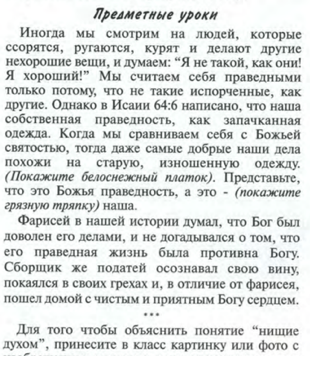 Предметные уроки
Иногда мы смотрим на людей, которые
ссорятся, ругаются, курят и делают другие
нехорошие вещи, и думаем: "Я не такой, как они!
Я хороший!" Мы считаем себя праведными
только потому, что не такие испорченные, как
другие. Однако в Исаии 64:6 написано, что наша
собственная праведность, как запачканная
одежда. Когда мы сравниваем себя с Божьей
святостью, тогда даже самые добрые наши дела
похожи на старую, изношенную одежду.
(Покажите белоснежный платок). Представьте,
что это Божья праведность, а это - (покажите
грязную тряпку) наша.
Фарисей в нашей истории думал, что Бог был
доволен его делами, и не догадывался о том, что
его праведная жизнь была противна Богу.
Сборщик же податей осознавал свою вину,
покаялся в своих грехах и, в отличие от фарисея,
пошел домой с чистым и приятным Богу сердцем.
***
Для того чтобы объяснить понятие "нищие
духом", принесите в класс картинку или фото с